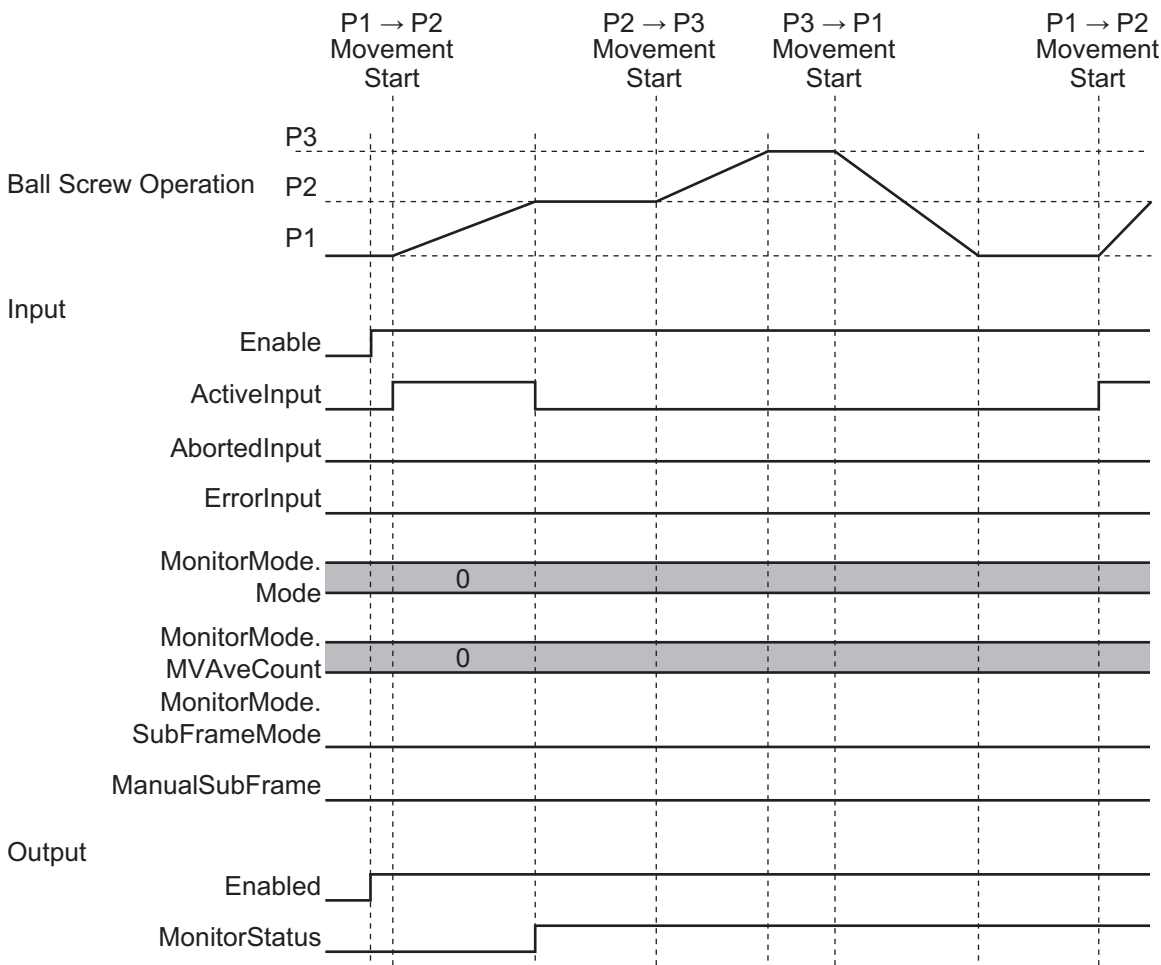 P1 → P2
Movement
Start
P2 → P3
Movement
Start
P3 → P1
Movement
Start
P1 → P2
Movement
Start
Ball Screw Operation
P3
P2
P1
Input
Enable
ActiveInput
AbortedInput
ErrorInput
MonitorMode.
Mode
0
MonitorMode.
MVAveCount
0
MonitorMode.
SubFrameMode
ManualSubFrame
Output
Enabled
MonitorStatus